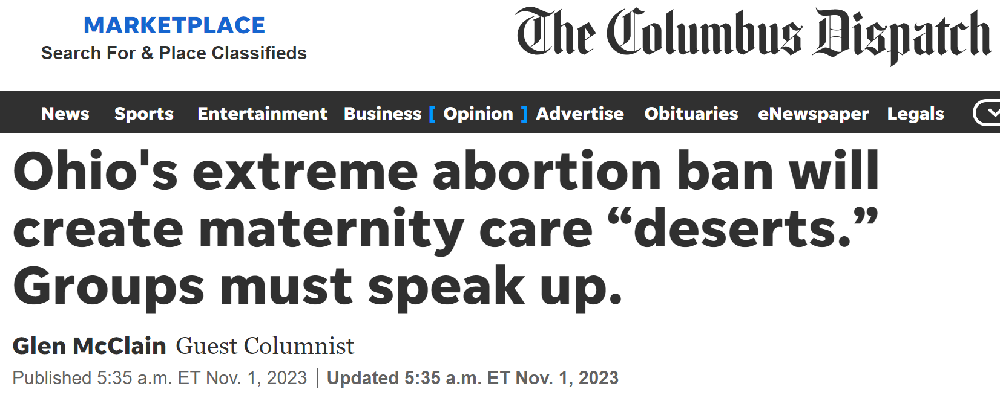 MARKETPLACE
Search For & Place Classifieds
The Columbus Dispatch
News Sports Entertainment Business [ Opinion ] Advertise Obituaries eNewspaper Legals
Ohio's extreme abortion ban will
create maternity care “deserts.”
Groups must speak up.
Glen McClain Guest Columnist
Published 5:35 a.m. ET Nov. 1, 2023 | Updated 5:35 a.m. ET Nov. 1, 2023